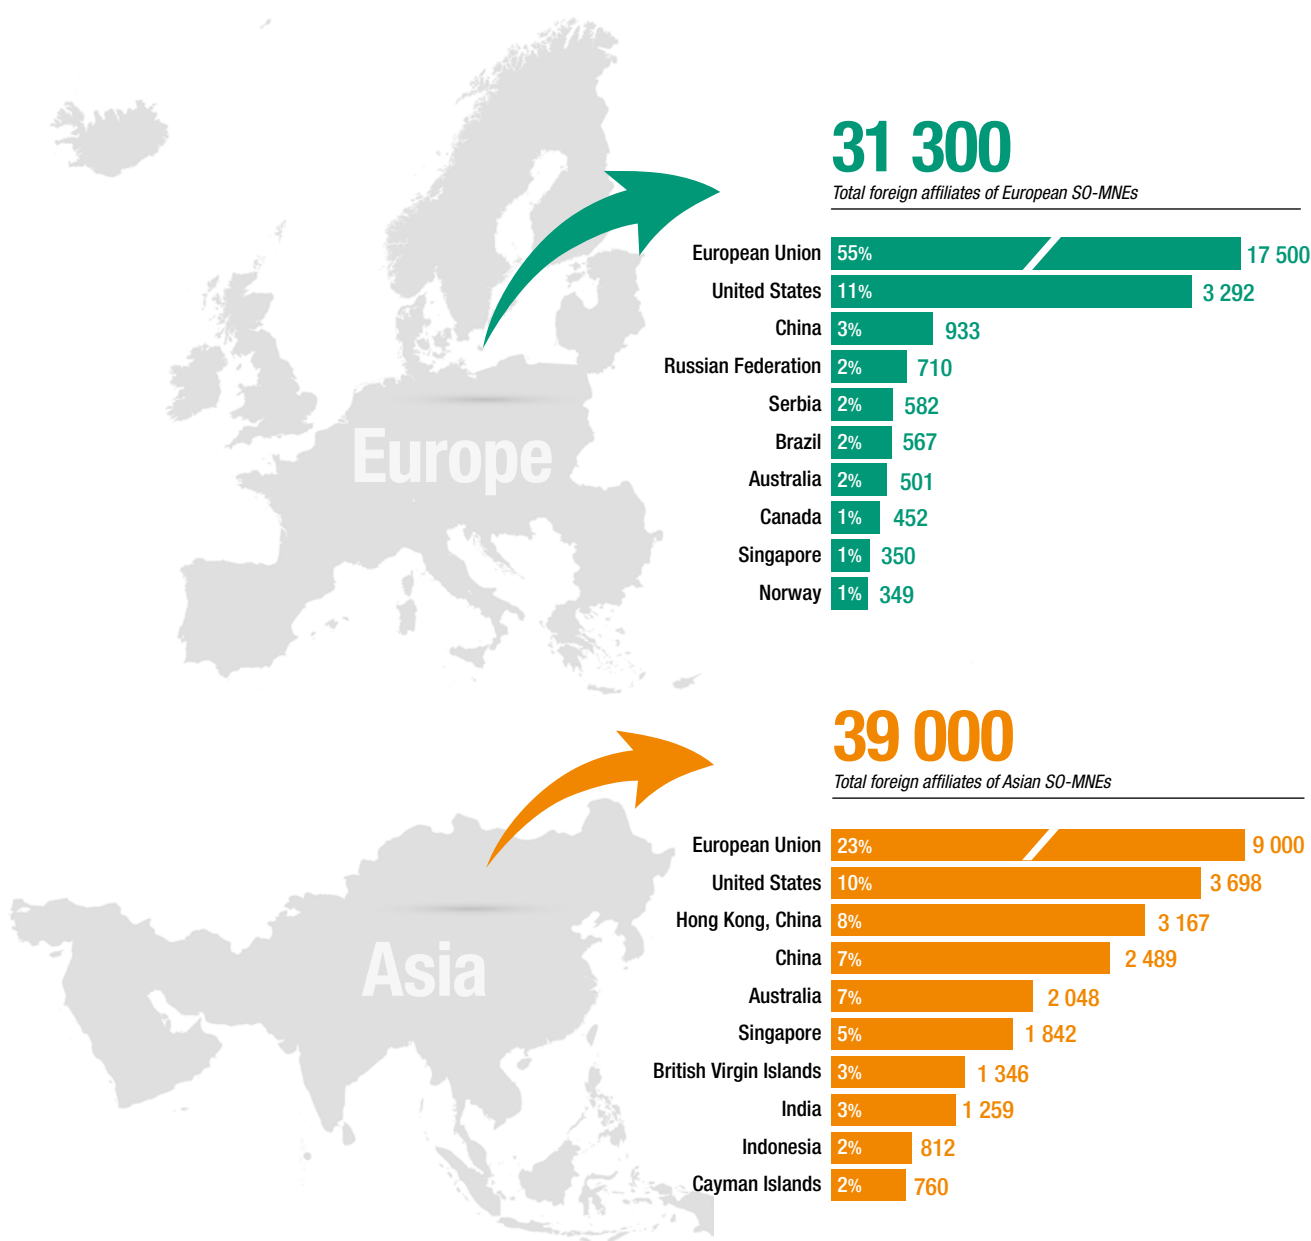 31 300
Total foreign affiliates of European SO-MNEs
European Union 55% 17 500
United States 11% 3 292
China 3% 933
Russian Federation 2% 710
Serbia 2% 582
Brazil 2% 567
Australia 2% 501
Canada 1% 452
Singapore 1% 350
Norway 1% 349
Europe
39 000
Total foreign affiliates of Asian SO-MNEs
European Union 23% 9 000
United States 10% 3 698
Hong Kong, China 8% 3 167
China 7% 2 489
Australia 7% 2 048
Singapore 5% 1 842
British Virgin Islands 3% 1 346
India 3% 1 259
Indonesia 2% 812
Cayman Islands 2% 760
Asia